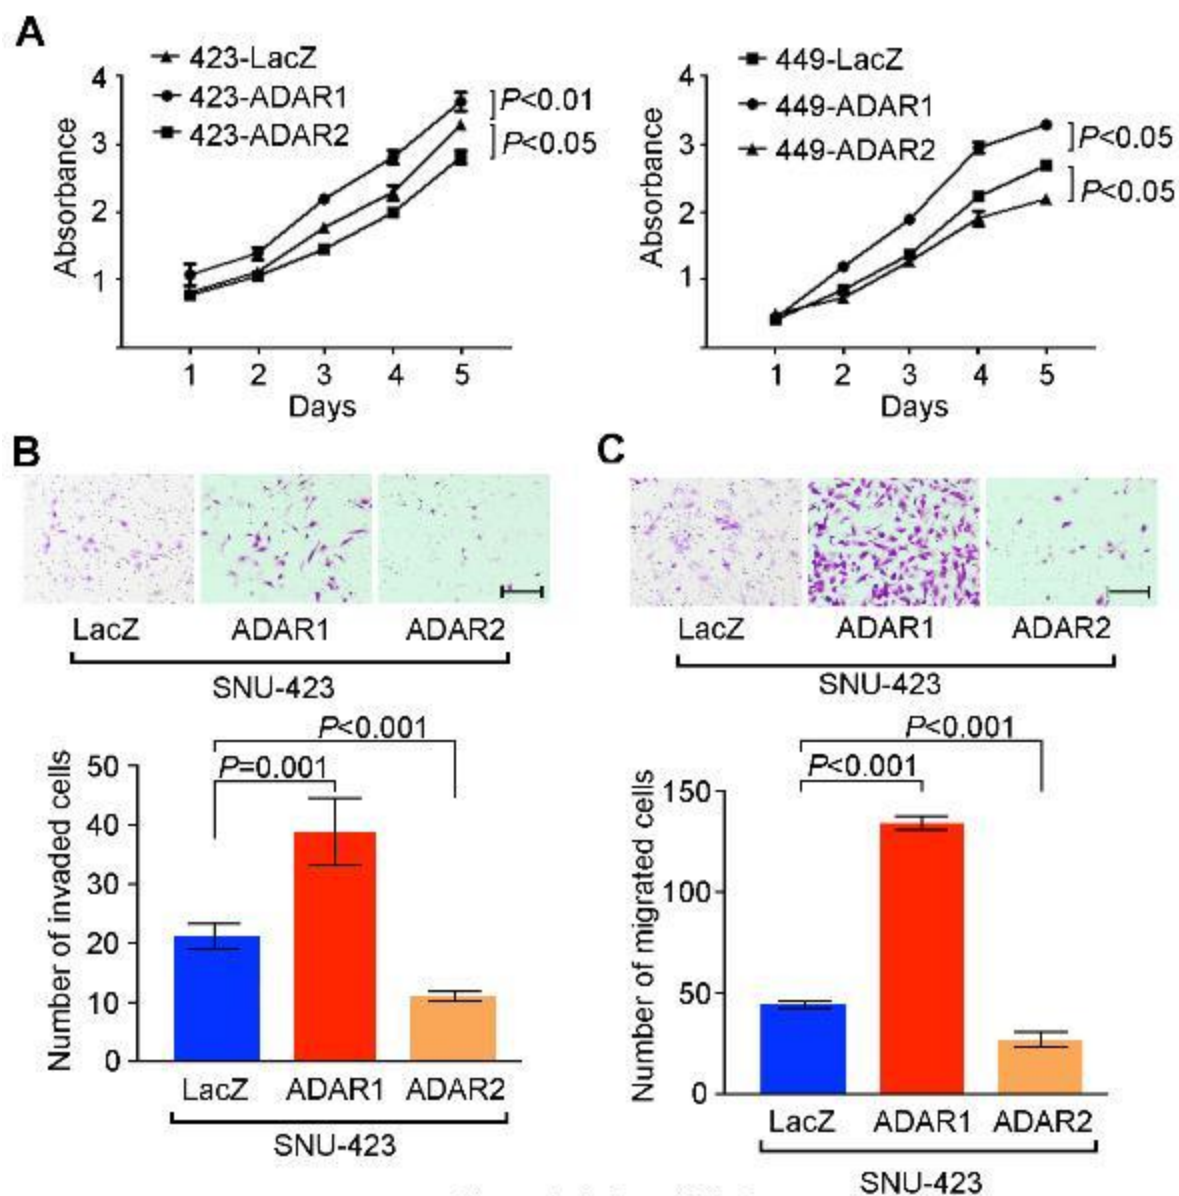 A
423-LacZ
423-ADAR1
423-ADAR2
P<0.01
P<0.05
Absorbance
4
3
2
1
1 2 3 4 5
Days
449-LacZ
449-ADAR1
449-ADAR2
P<0.05
P<0.05
Absorbance
4
3
2
1
1 2 3 4 5
Days
B
LacZ ADAR1 ADAR2
SNU-423
P<0.001
P=0.001
Number of invaded cells
50
40
30
20
10
0
LacZ ADAR1 ADAR2
SNU-423
C
LacZ ADAR1 ADAR2
SNU-423
P<0.001
P<0.001
Number of migrated cells
150
100
50
0
LacZ ADAR1 ADAR2
SNU-423